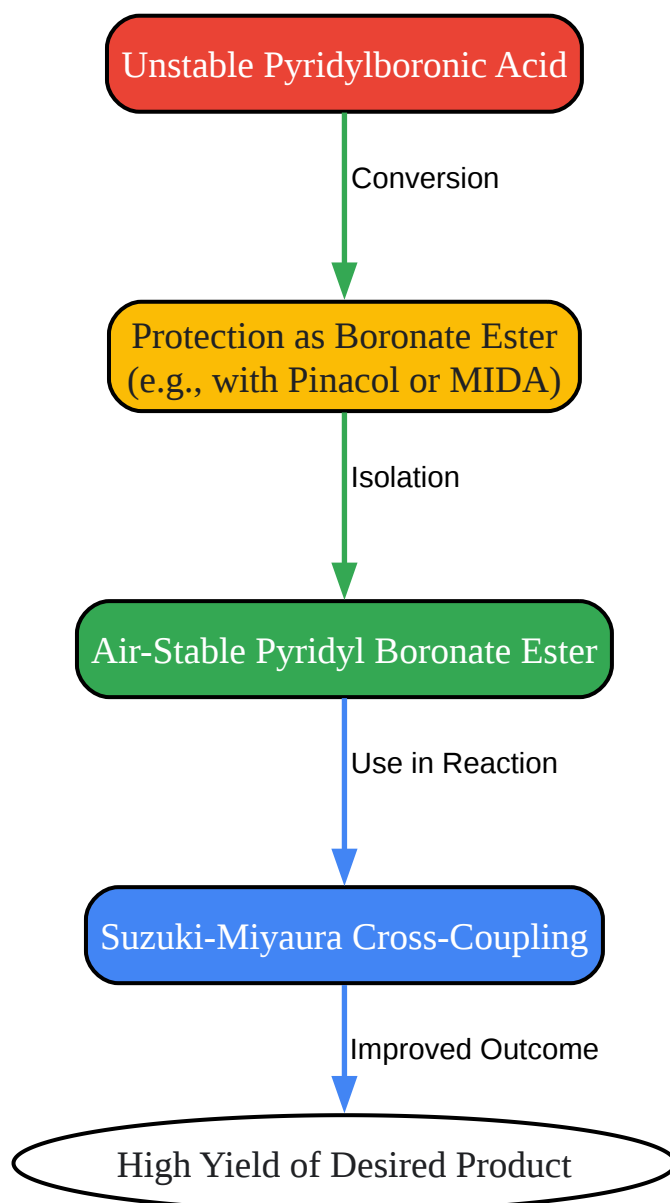 Unstable Pyridylboronic Acid
Conversion
Protection as Boronate Ester
(e.g., with Pinacol or MIDA)
Isolation
Air-Stable Pyridyl Boronate Ester
Use in Reaction
Suzuki-Miyaura Cross-Coupling
Improved Outcome
High Yield of Desired Product